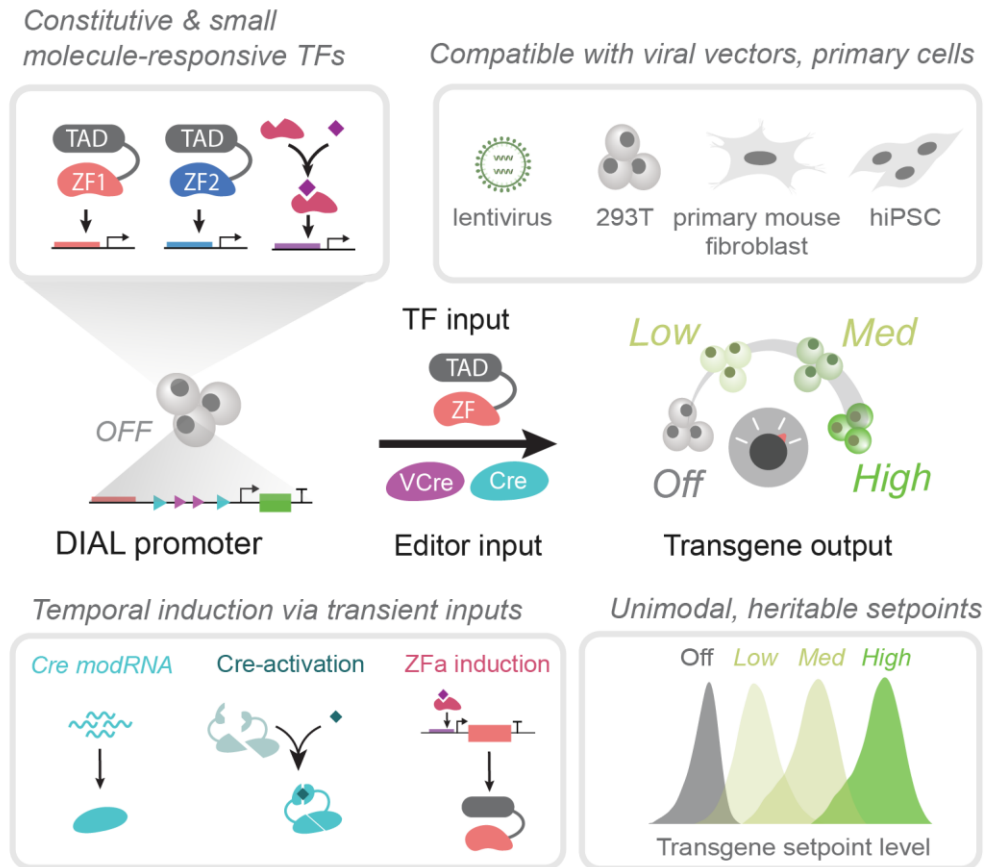 Constitutive & small
molecule-responsive TFs
TAD
ZF1
TAD
ZF2
Compatible with viral vectors, primary cells
lentivirus
293T
primary mouse
fibroblast
hiPSC
OFF
DIAL promoter
TF input
TAD
ZF
VCre
Cre
Editor input
Low
Med
Off
High
Transgene output
Temporal induction via transient inputs
Cre modRNA
Cre-activation
ZFa induction
Unimodal, heritable setpoints
Off
Low
Med
High
Transgene setpoint level